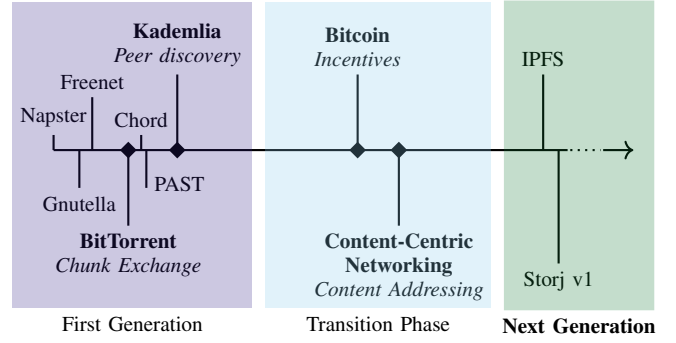 Kademlia
Peer discovery
Freenet
Napster
Chord
PAST
Gnutella
BitTorrent
Chunk Exchange
First Generation
Bitcoin
Incentives
Content-Centric
Networking
Content Addressing
Transition Phase
IPFS
Storj v1
Next Generation